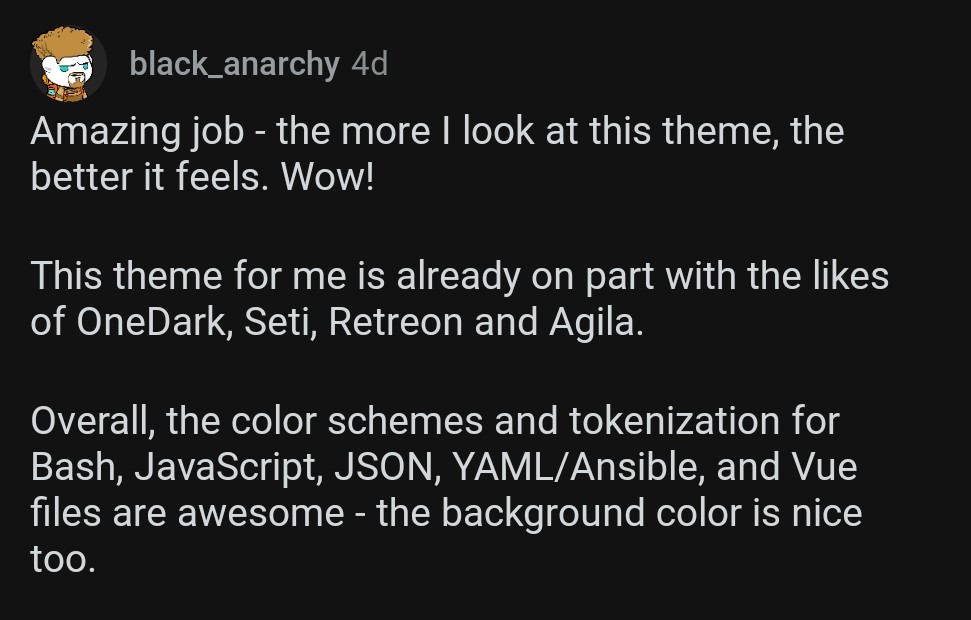 black_anarchy 4d
Amazing job - the more I look at this theme, the
better it feels. Wow!
This theme for me is already on part with the likes
of OneDark, Seti, Retreon and Agila.
Overall, the color schemes and tokenization for
Bash, JavaScript, JSON, YAML/Ansible, and Vue
files are awesome - the background color is nice
too.